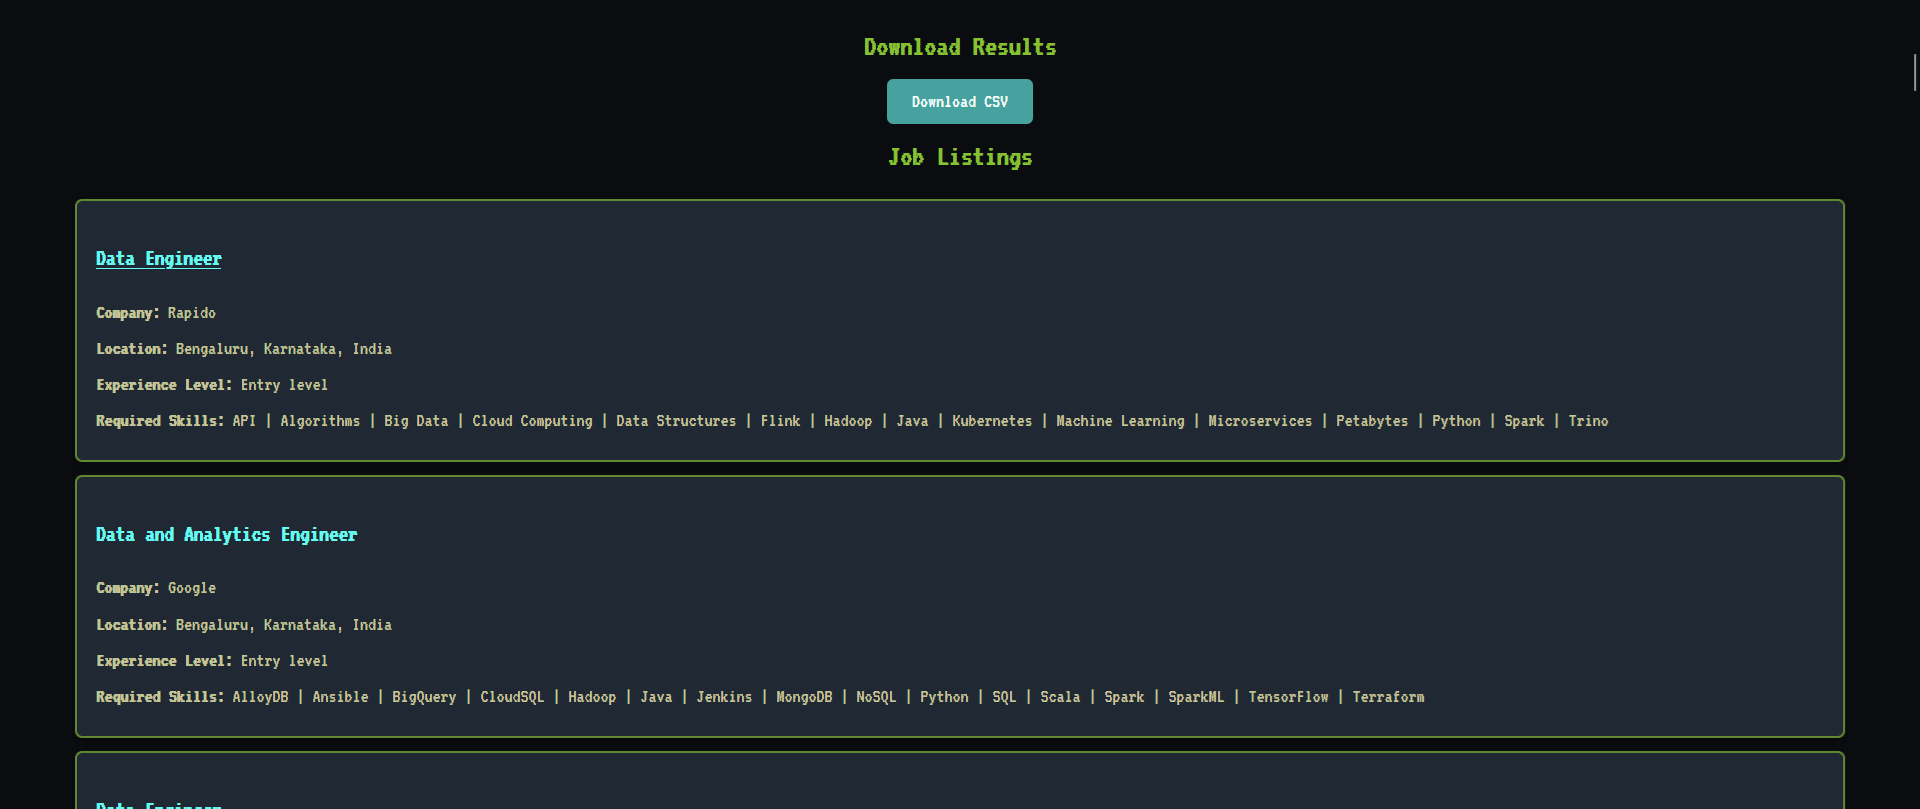 Download Results
Download CSV
Job Listings
Data Engineer
Company: Rapido
Location: Bengaluru, Karnataka, India
Experience Level: Entry level
Required Skills: API | Algorithms | Big Data | Cloud Computing | Data Structures | Flink | Hadoop | Java | Kubernetes | Machine Learning | Microservices | Petabytes | Python | Spark | Trino
Data and Analytics Engineer
Company: Google
Location: Bengaluru, Karnataka, India
Experience Level: Entry level
Required Skills: AlloyDB | Ansible | BigQuery | CloudSQL | Hadoop | Java | Jenkins | MongoDB | NoSQL | Python | SQL | Scala | Spark | SparkML | TensorFlow | Terraform
Data Engineer